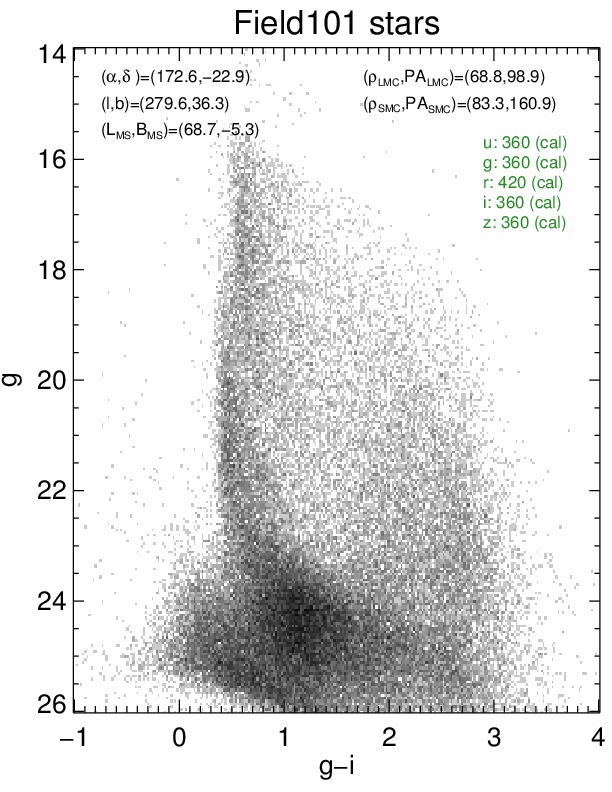 Field101 stars
(α,δ )=(172.6,−22.9)
(ρLMC,PALMC)=(68.8,98.9)
(l,b)=(279.6,36.3)
(ρSMC,PASMC)=(83.3,160.9)
(LMS,BMS)=(68.7,−5.3)
u: 360 (cal)
g: 360 (cal)
r: 420 (cal)
i: 360 (cal)
z: 360 (cal)
14
16
18
20
22
24
26
g
−1 0 1 2 3 4
g−i